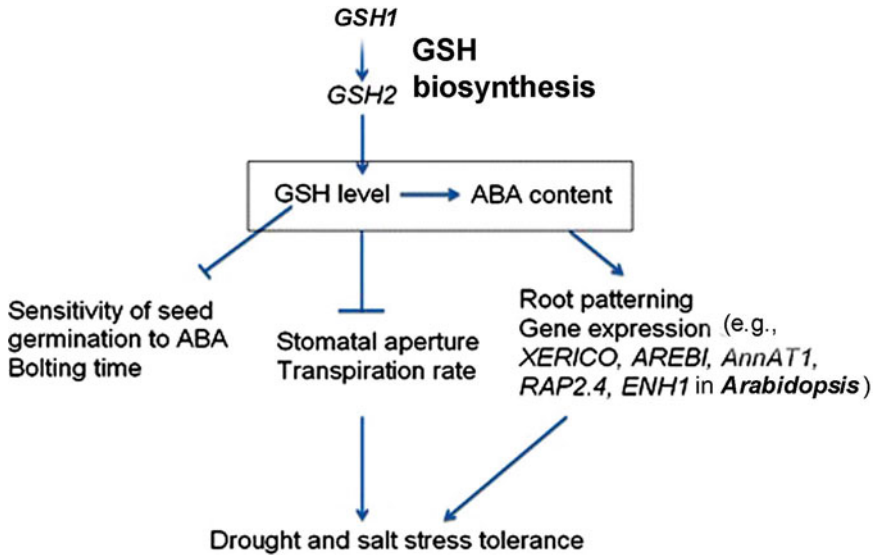 GSH1
GSH
biosynthesis
GSH2
GSH level
ABA content
Sensitivity of seed
germination to ABA
Bolting time
Stomatal aperture
Transpiration rate
Root patterning
Gene expression (e.g.,
XERICO, AREBI, AnnAT1,
RAP2.4, ENH1 in Arabidopsis)
Drought and salt stress tolerance